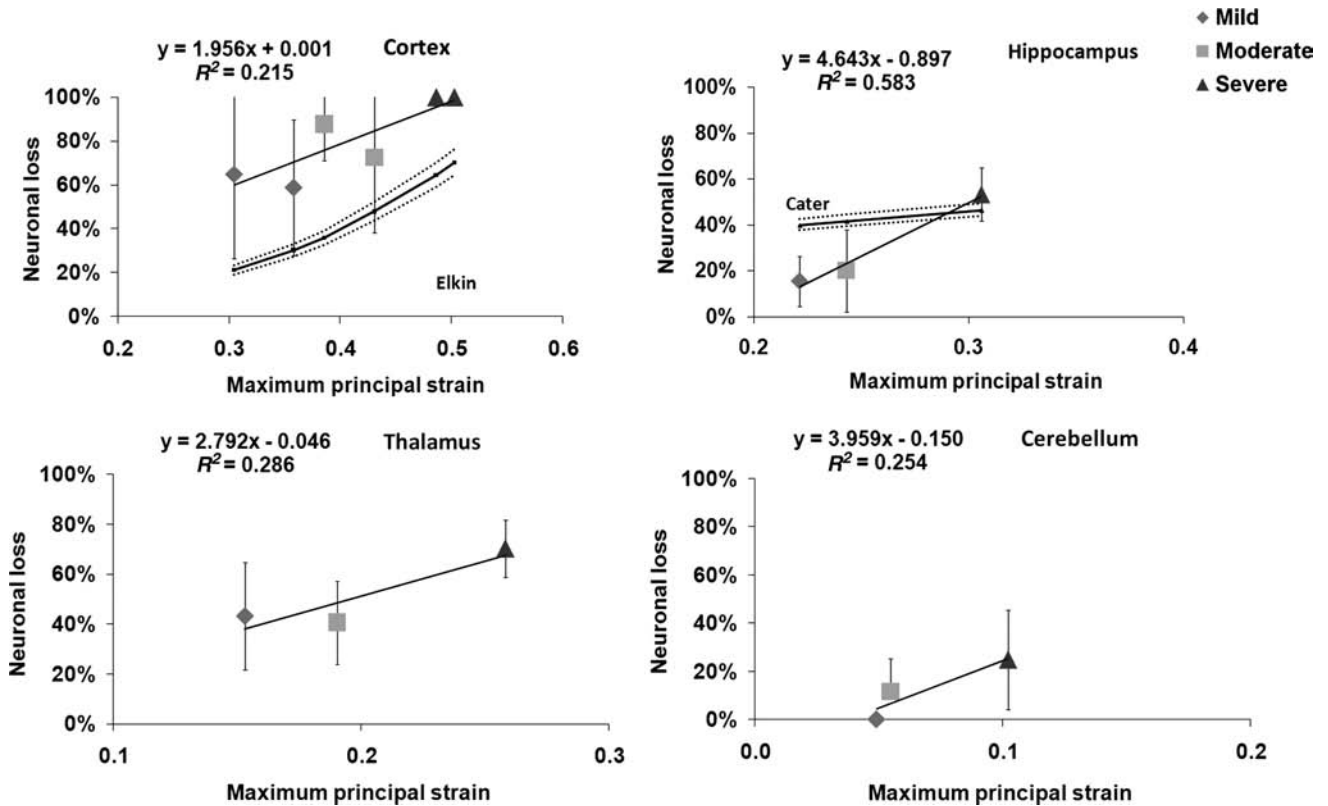 y = 1.956x + 0.001
R² = 0.215
Cortex
Neuronal loss
100%
80%
60%
40%
20%
0%
Elkin
0.2 0.3 0.4 0.5 0.6
Maximum principal strain
y = 4.643x - 0.897
R² = 0.583
Hippocampus
Mild
Moderate
Severe
Neuronal loss
100%
80%
60%
40%
20%
0%
Cater
0.2 0.3 0.4
Maximum principal strain
y = 2.792x - 0.046
R² = 0.286
Thalamus
Neuronal loss
100%
80%
60%
40%
20%
0%
0.1 0.2 0.3
Maximum principal strain
y = 3.959x - 0.150
R² = 0.254
Cerebellum
Neuronal loss
100%
80%
60%
40%
20%
0%
0.0 0.1 0.2
Maximum principal strain